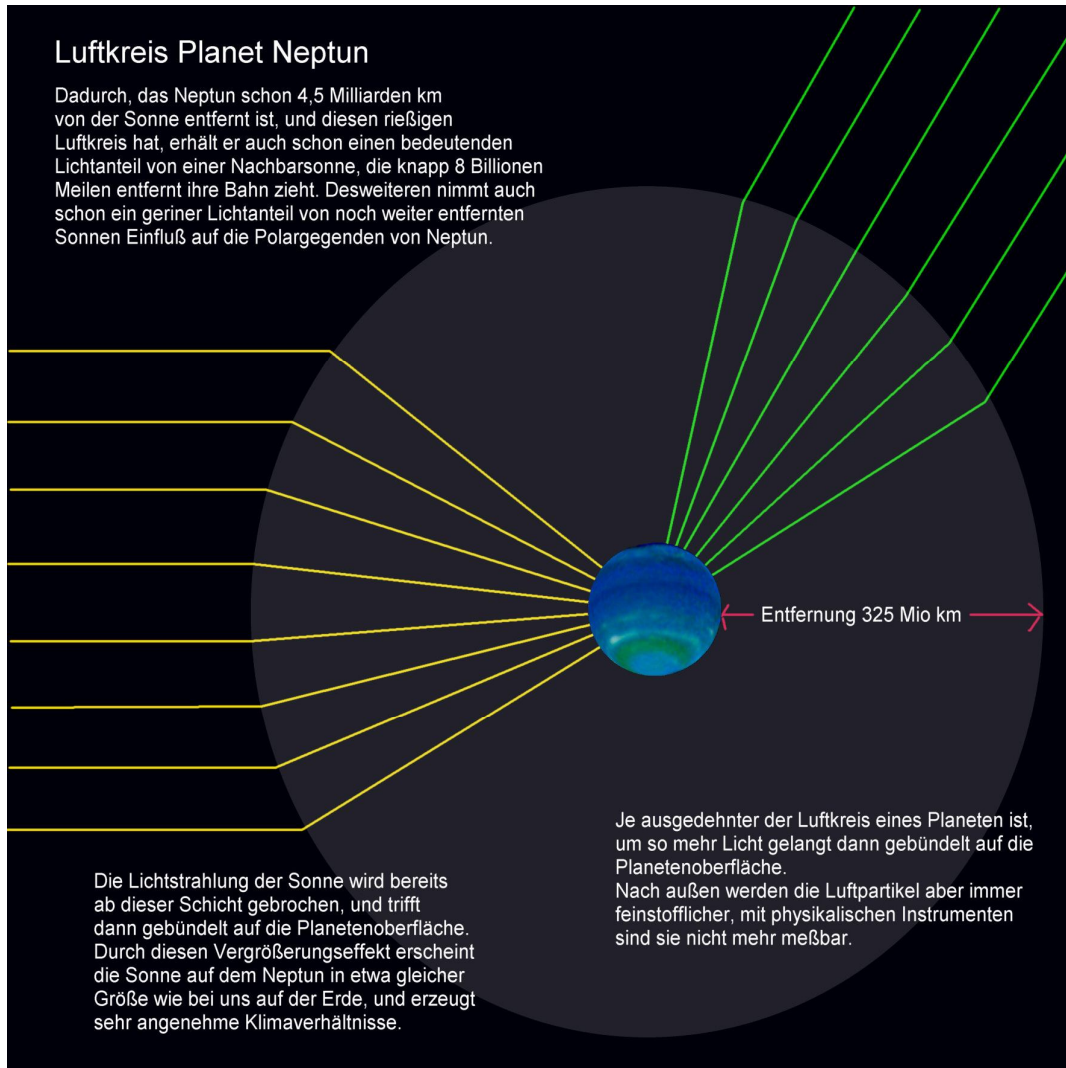 Luftkreis Planet Neptun
Dadurch, das Neptun schon 4,5 Milliarden km
von der Sonne entfernt ist, und diesen rießigen
Luftkreis hat, erhält er auch schon einen bedeutenden
Lichtanteil von einer Nachbarsonne, die knapp 8 Billionen
Meilen entfernt ihre Bahn zieht. Desweiteren nimmt auch
schon ein geriner Lichtanteil von noch weiter entfernten
Sonnen Einfluß auf die Polargegenden von Neptun.
Entfernung 325 Mio km
Je ausgedehnter der Luftkreis eines Planeten ist,
um so mehr Licht gelangt dann gebündelt auf die
Planetenoberfläche.
Nach außen werden die Luftpartikel aber immer
feinstofflicher, mit physikalischen Instrumenten
sind sie nicht mehr meßbar.
Die Lichtstrahlung der Sonne wird bereits
ab dieser Schicht gebrochen, und trifft
dann gebündelt auf die Planetenoberfläche.
Durch diesen Vergrößerungseffekt erscheint
die Sonne auf dem Neptun in etwa gleicher
Größe wie bei uns auf der Erde, und erzeugt
sehr angenehme Klimaverhältnisse.